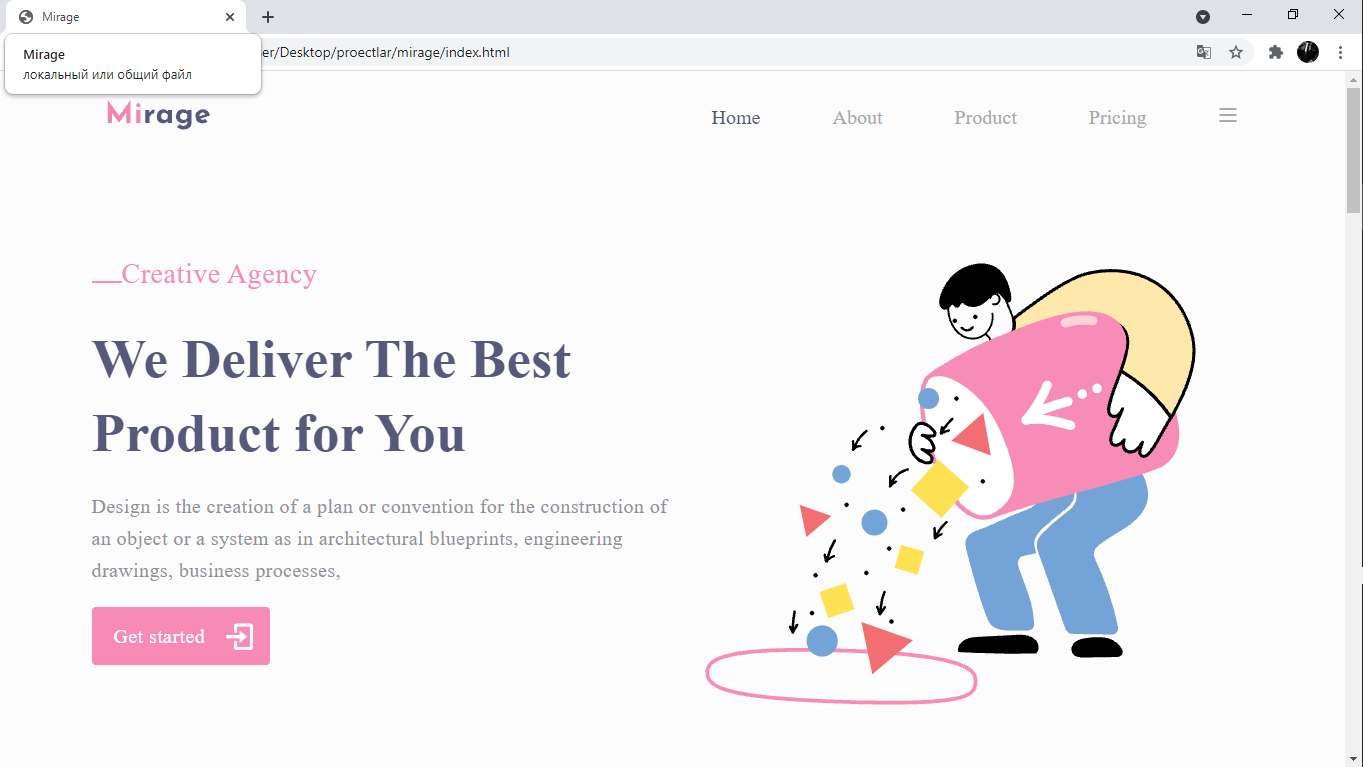 Mirage
Mirage
локальный или общий файл
er/Desktop/proectlar/mirage/index.html
Mirage
Home
About
Product
Pricing
Creative Agency
We Deliver The Best
Product for You
Design is the creation of a plan or convention for the construction of
an object or a system as in architectural blueprints, engineering
drawings, business processes,
Get started